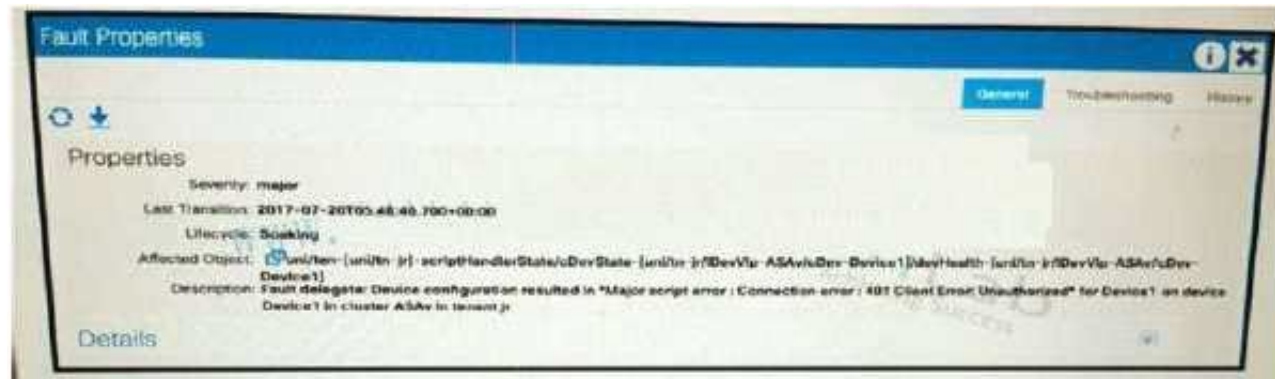 Fault Properties
General Troubleshooting History
Properties
Severity: major
Last Transition: 2017-07-20T05:48:48.700+00:00
Lifecycle: Soaking
Affected Object: uni/ten-[uni/tn-jr]-scriptHandlerState/cDevState-[uni/tn-jr/lDevVip-ASAv/cDev-Device1]/devHealth-[uni/tn-jr/lDevVip-ASAv/cDev-
Device1]
Description: Fault delegate: Device configuration resulted in "Major script error : Connection error : 401 Client Error: Unauthorized" for Device1 on device
Device1 in cluster ASAv in tenant jr
Details